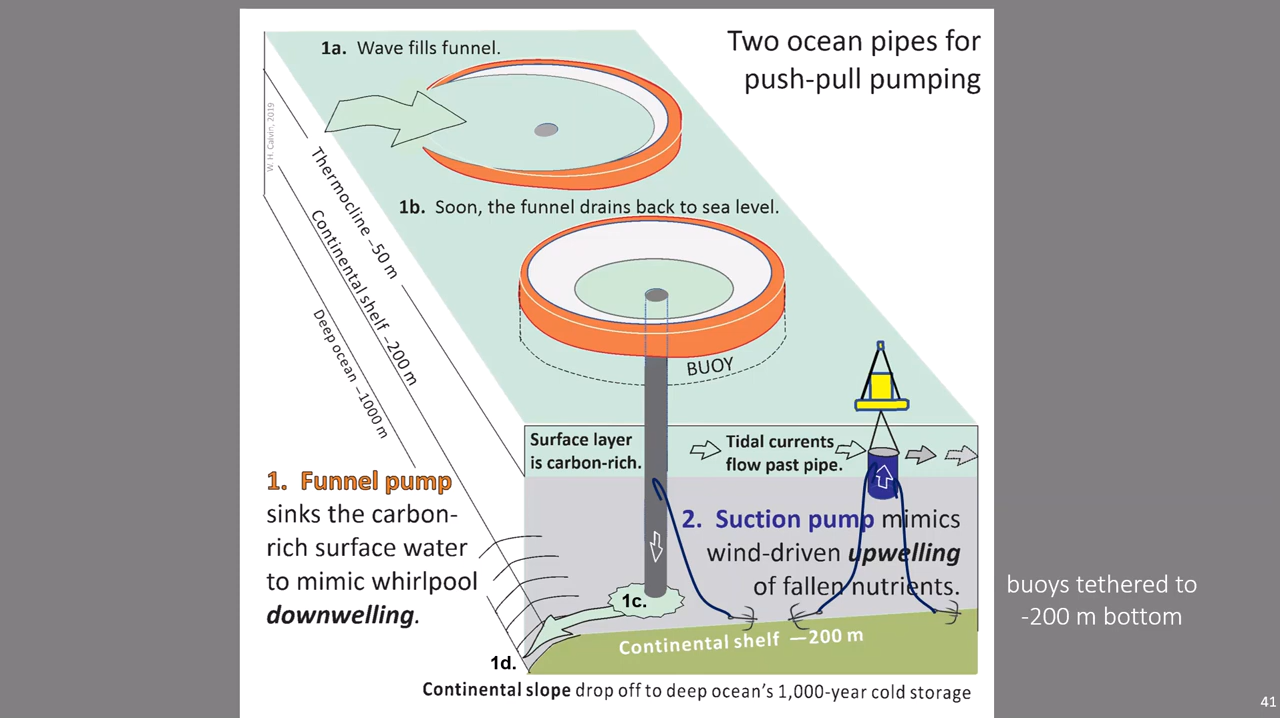 1a. Wave fills funnel.
Two ocean pipes for
push-pull pumping
W. H. Calvin, 2019
Thermocline –50 m
Continental shelf –200 m
Deep ocean –1000 m
1b. Soon, the funnel drains back to sea level.
BUOY
Surface layer
is carbon-rich.
Tidal currents
flow past pipe.
1. Funnel pump
sinks the carbon-
rich surface water
to mimic whirlpool
downwelling.
2. Suction pump mimics
wind-driven upwelling
of fallen nutrients.
1c.
Continental shelf —200 m
1d.
Continental slope drop off to deep ocean's 1,000-year cold storage
buoys tethered to
-200 m bottom
41